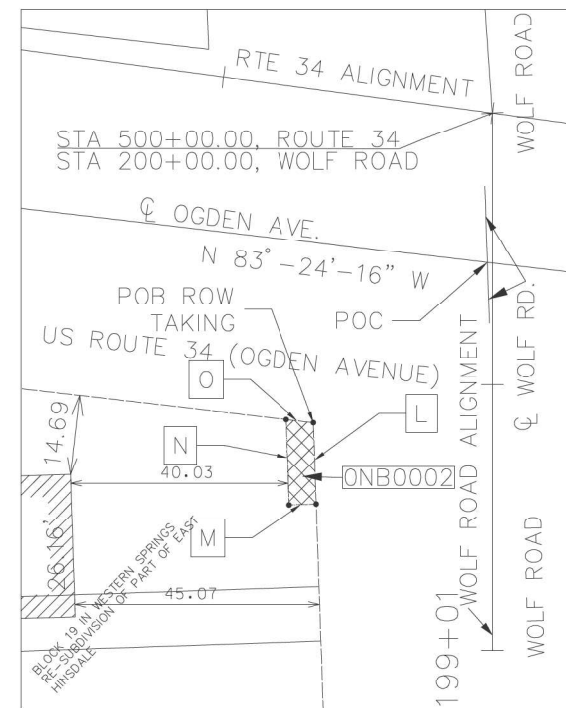 WOLF ROAD
RTE 34 ALIGNMENT
STA 500+00.00, ROUTE 34
STA 200+00.00, WOLF ROAD
℄ OGDEN AVE.
N 83° -24'-16" W
POB ROW
TAKING
POC
US ROUTE 34 (OGDEN AVENUE)
O
L
N
M
14.69
40.03
0NB0002
26.16'
45.07
BLOCK 19 IN WESTERN SPRINGS
RE-SUBDIVISION OF PART OF EAST
HINSDALE
WOLF ROAD ALIGNMENT
℄ WOLF RD.
199+01
WOLF ROAD